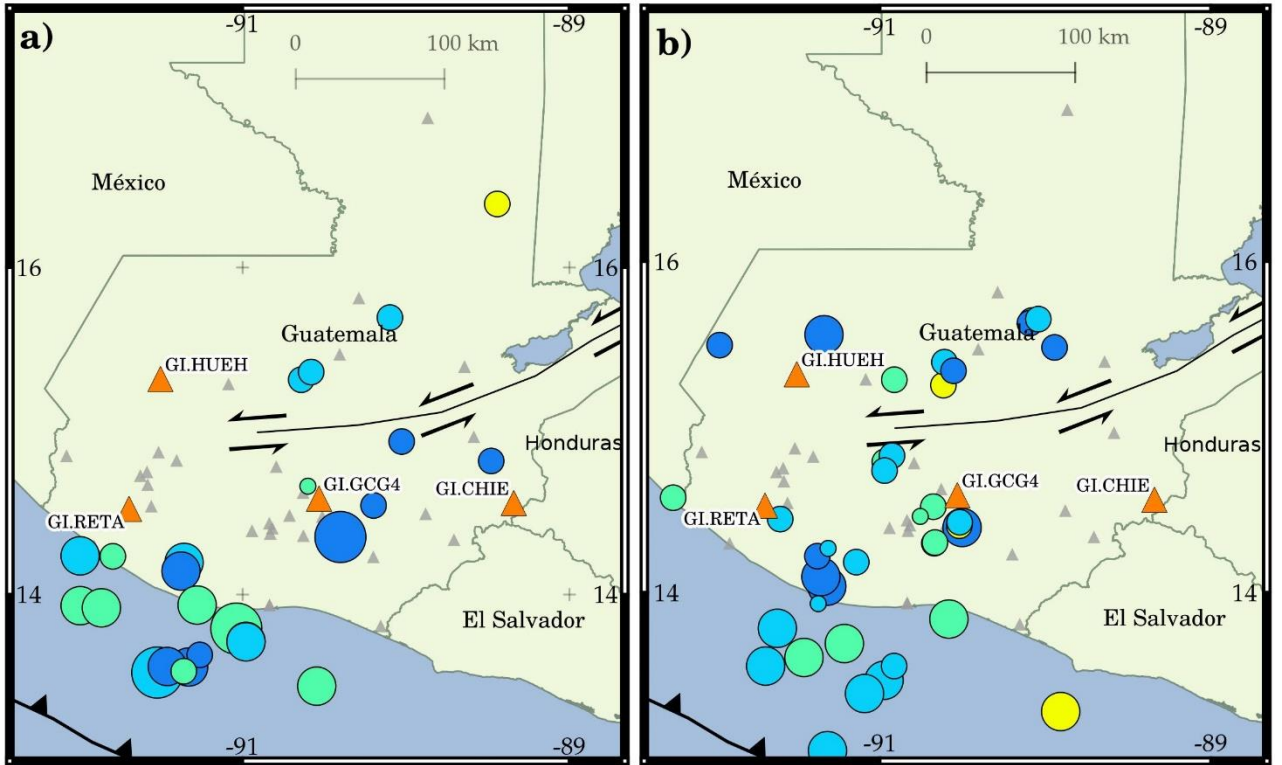 a)
-91
-89
0
100 km
México
16
16
Guatemala
GI.HUEH
Honduras
GI.GCG4
GI.CHIE
GI.RETA
14
14
El Salvador
-91
-89
b)
-91
-89
0
100 km
México
16
16
Guatemala
GI.HUEH
Honduras
GI.GCG4
GI.CHIE
GI.RETA
14
14
El Salvador
-91
-89